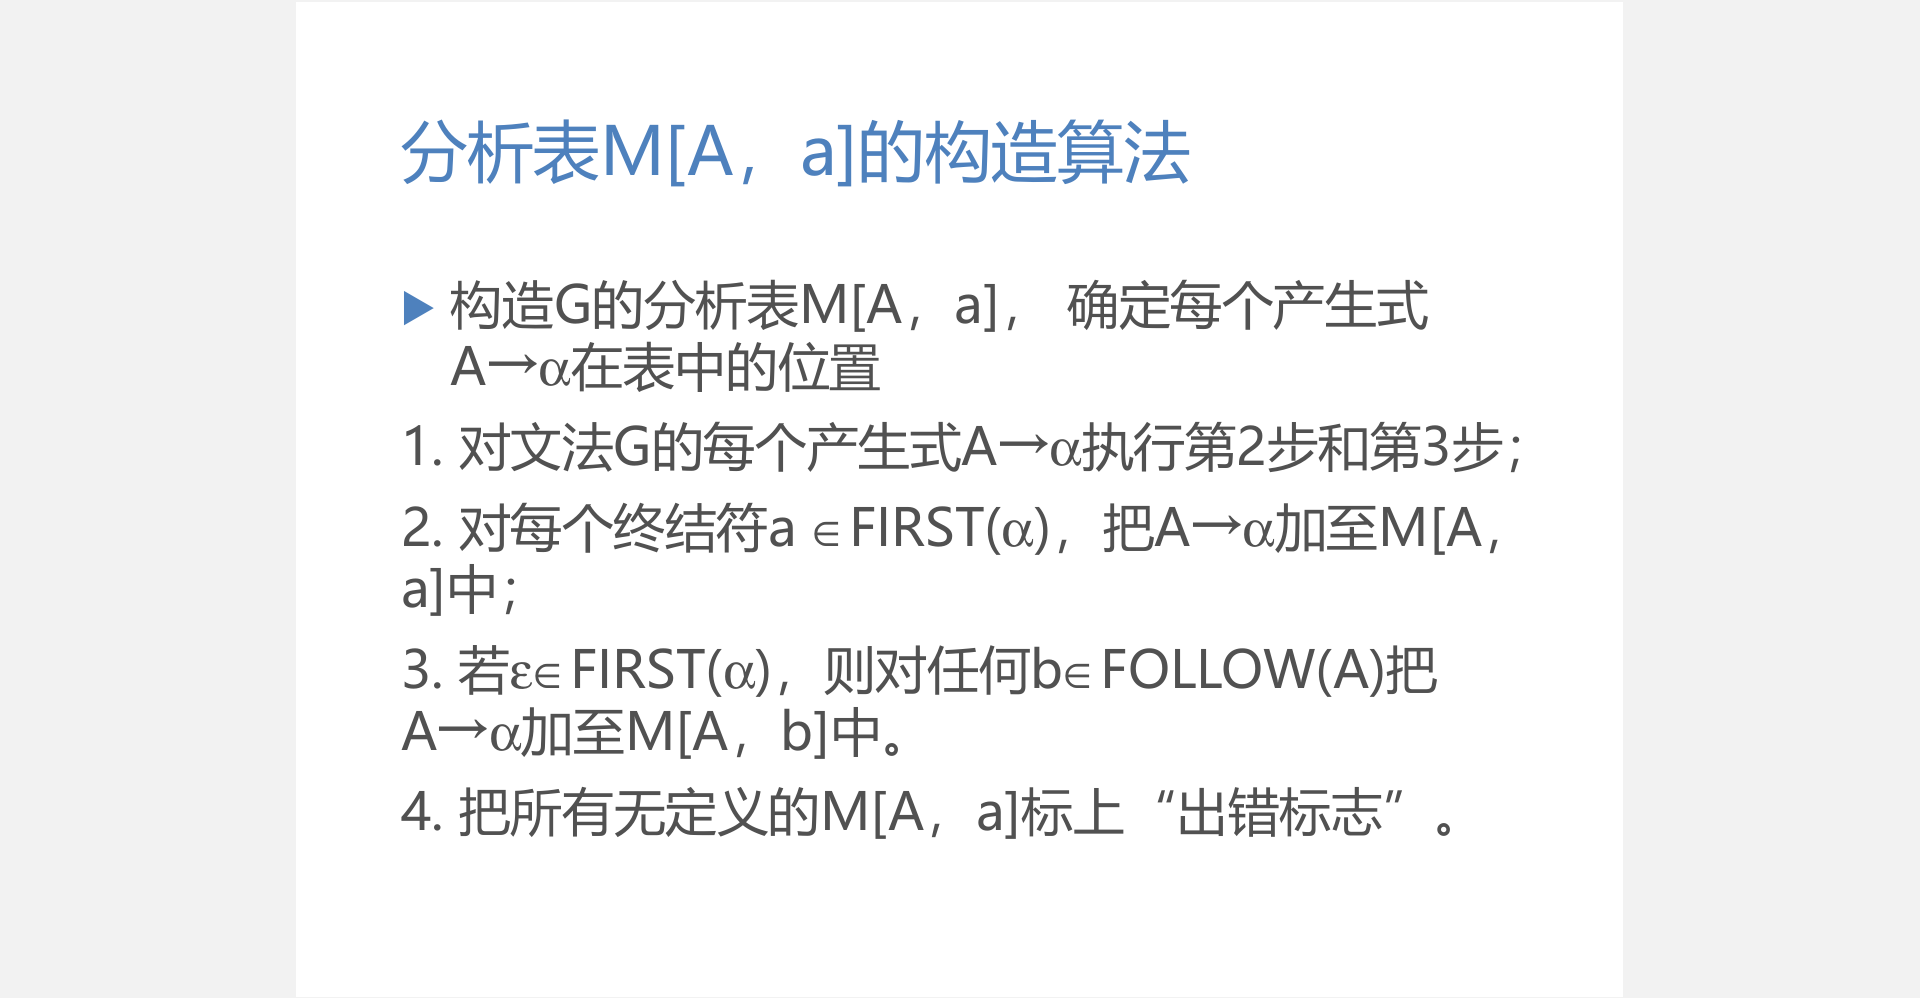 分析表M[A，a]的构造算法
构造G的分析表M[A，a]， 确定每个产生式
A→α在表中的位置
1. 对文法G的每个产生式A→α执行第2步和第3步；
2. 对每个终结符a ∈FIRST(α)，把A→α加至M[A，
a]中；
3. 若ε∈FIRST(α)，则对任何b∈FOLLOW(A)把
A→α加至M[A，b]中。
4. 把所有无定义的M[A，a]标上“出错标志”。